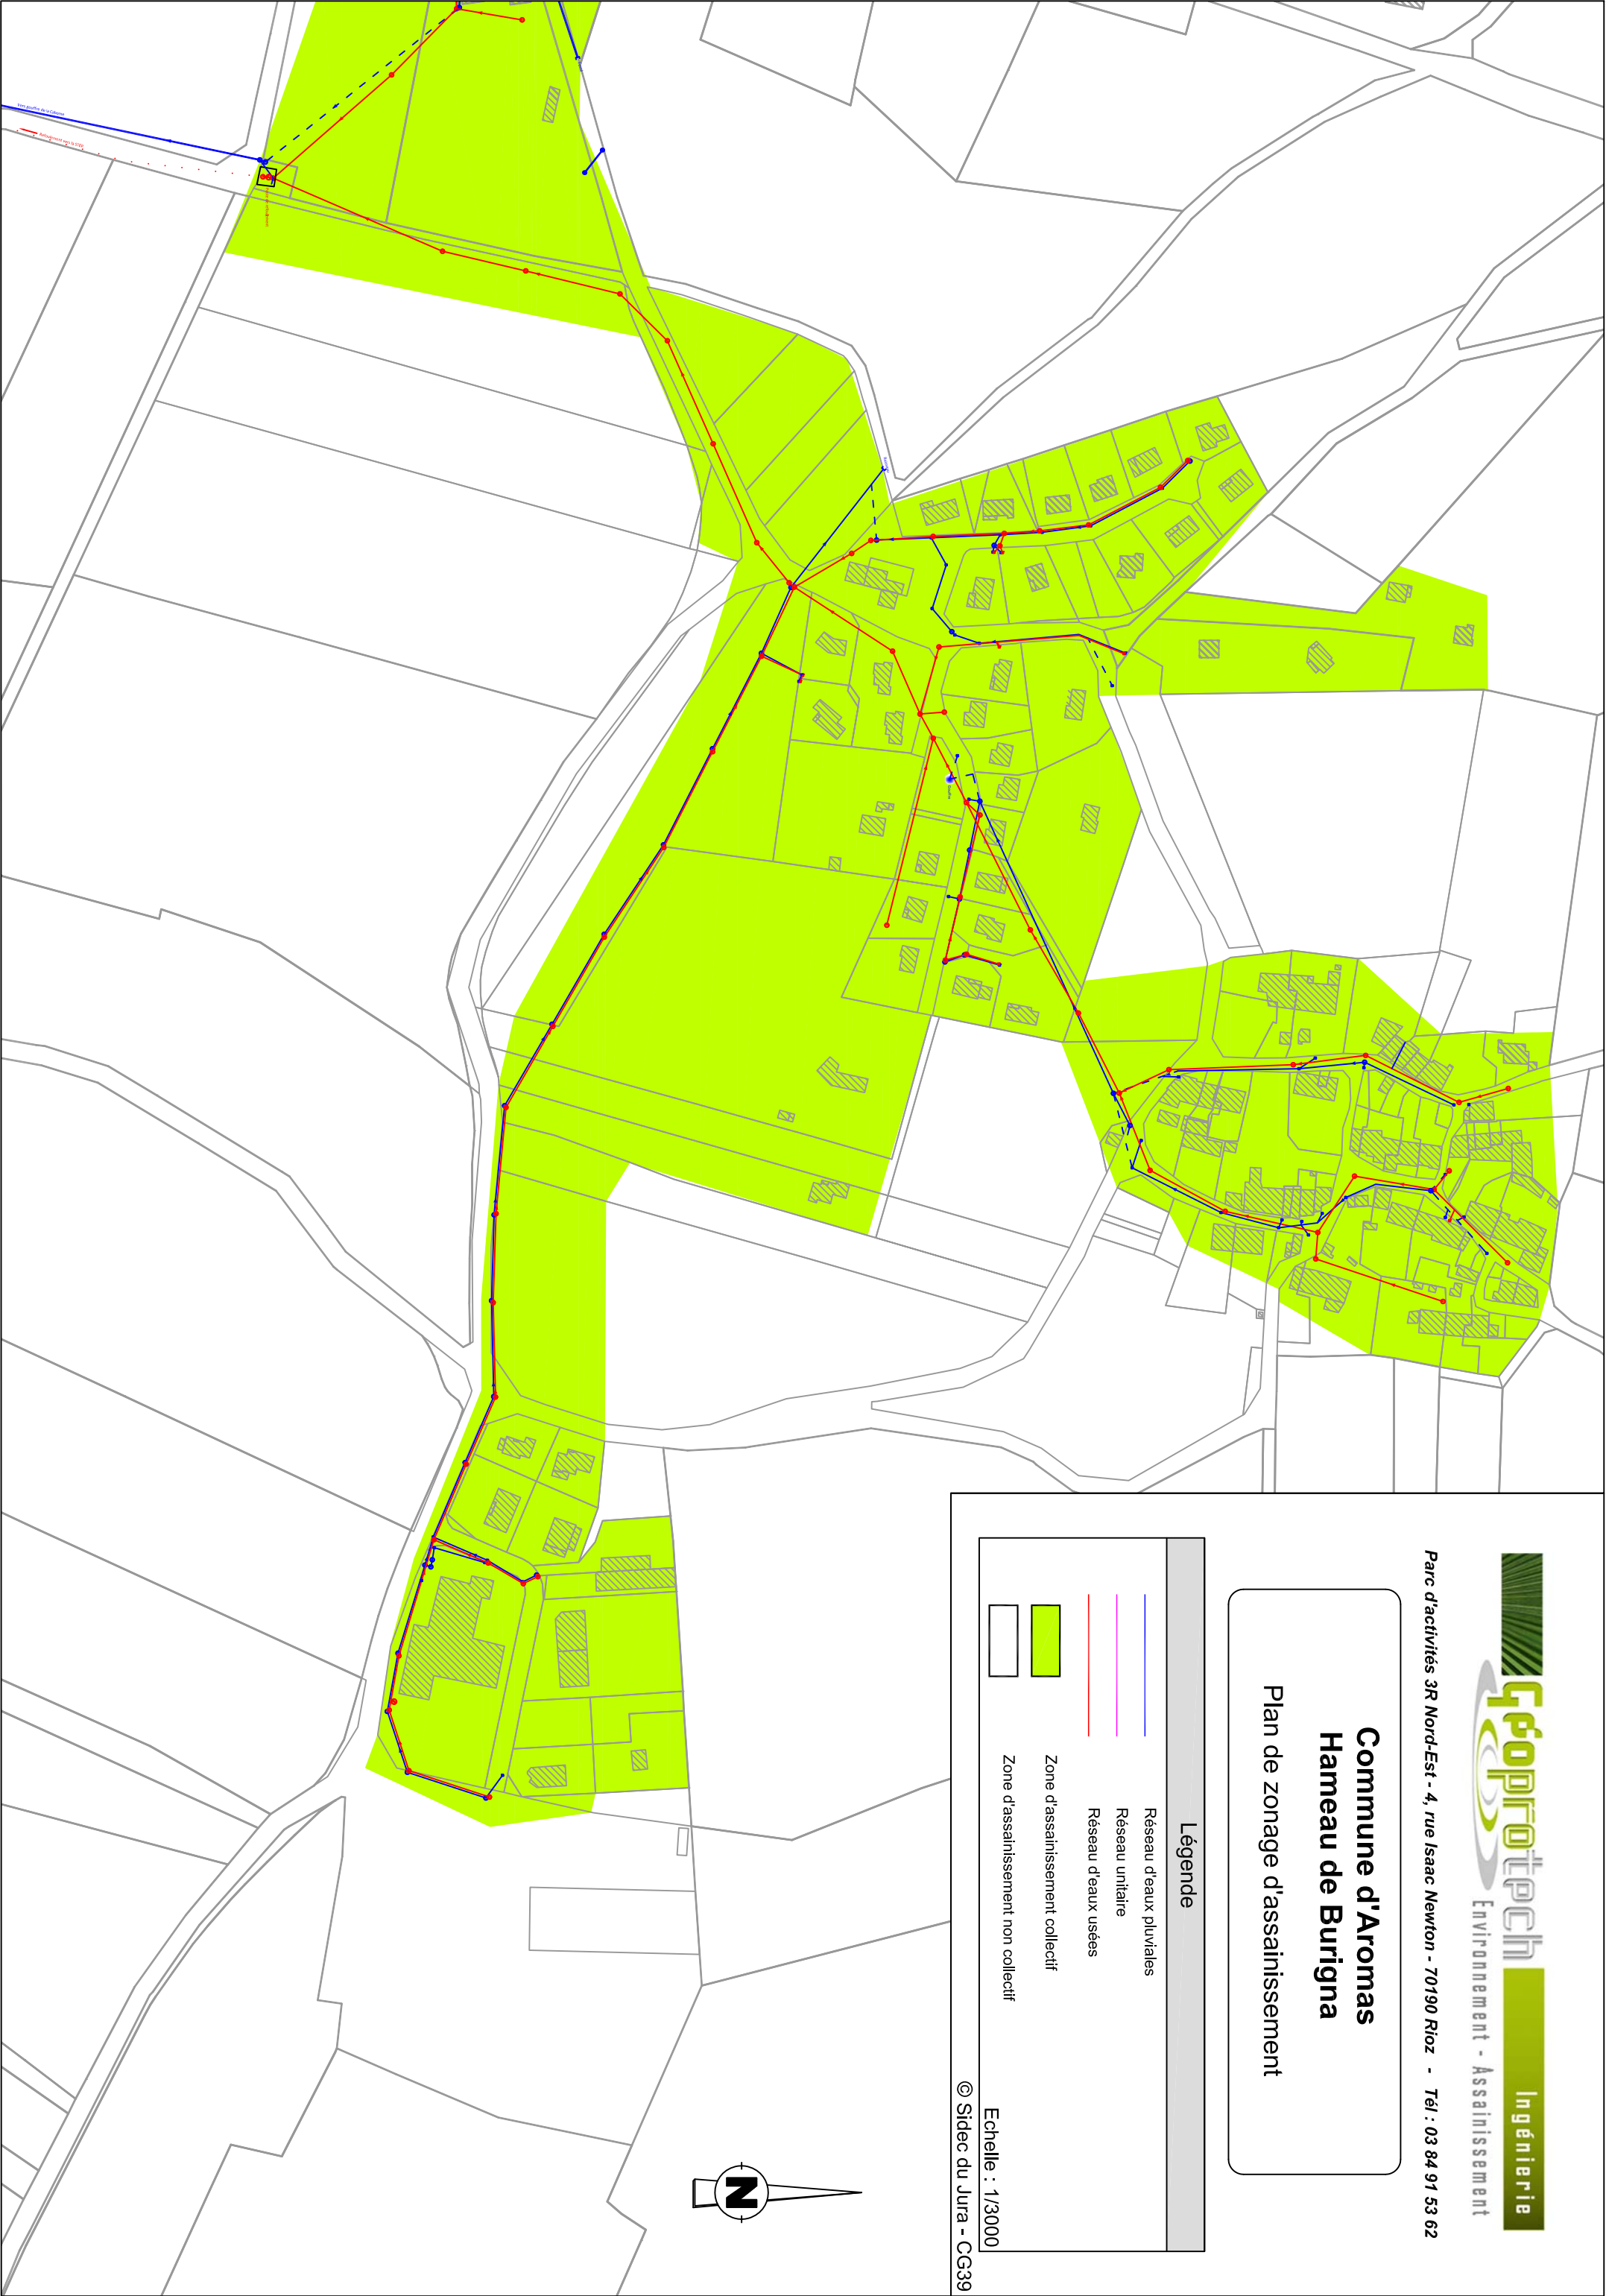 Géoprotech
Ingénierie
Environnement - Assainissement
Parc d'activités 3R Nord-Est - 4, rue Isaac Newton - 70190 Rioz - Tél : 03 84 91 53 62
Commune d'Aromas
Hameau de Burigna
Plan de zonage d'assainissement
Légende
Réseau d'eaux pluviales
Réseau unitaire
Réseau d'eaux usées
Zone d'assainissement collectif
Zone d'assainissement non collectif
Echelle : 1/3000
© Sidec du Jura - CG39
N